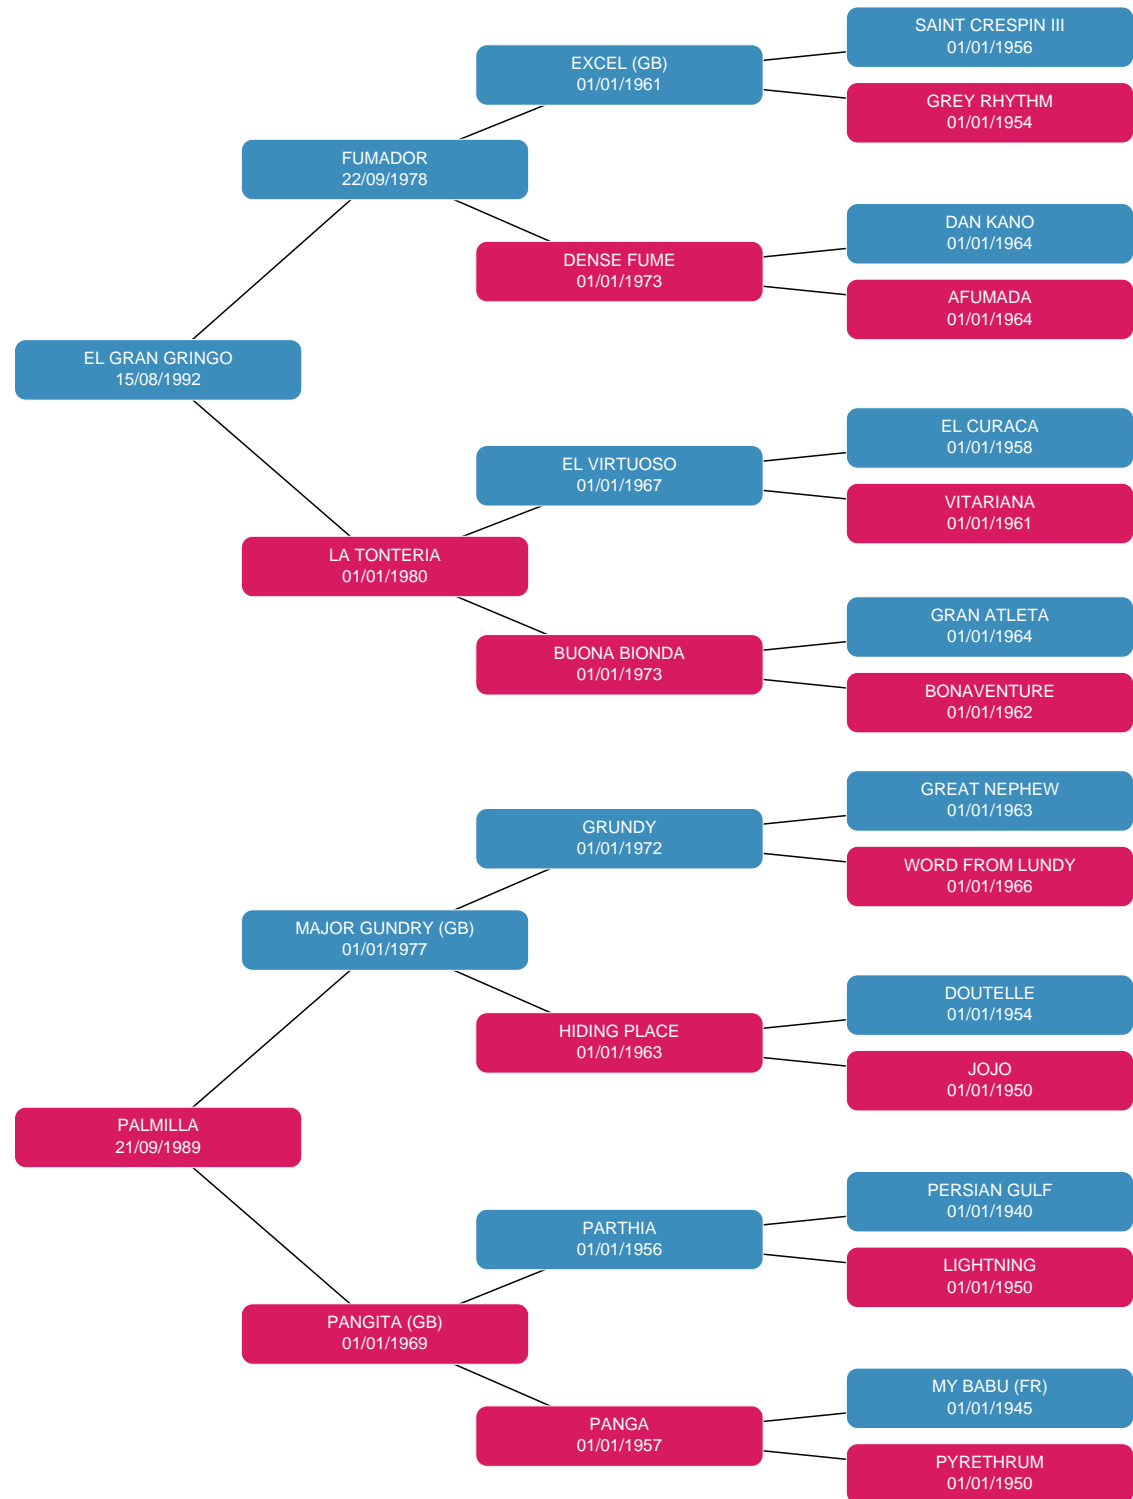 SAINT CRESPIN III
01/01/1956
EXCEL (GB)
01/01/1961
GREY RHYTHM
01/01/1954
FUMADOR
22/09/1978
DAN KANO
01/01/1964
DENSE FUME
01/01/1973
AFUMADA
01/01/1964
EL GRAN GRINGO
15/08/1992
EL CURACA
01/01/1958
EL VIRTUOSO
01/01/1967
VITARIANA
01/01/1961
LA TONTERIA
01/01/1980
GRAN ATLETA
01/01/1964
BUONA BIONDA
01/01/1973
BONAVENTURE
01/01/1962
GREAT NEPHEW
01/01/1963
GRUNDY
01/01/1972
WORD FROM LUNDY
01/01/1966
MAJOR GUNDRY (GB)
01/01/1977
DOUTELLE
01/01/1954
HIDING PLACE
01/01/1963
JOJO
01/01/1950
PALMILLA
21/09/1989
PERSIAN GULF
01/01/1940
PARTHIA
01/01/1956
LIGHTNING
01/01/1950
PANGITA (GB)
01/01/1969
MY BABU (FR)
01/01/1945
PANGA
01/01/1957
PYRETHRUM
01/01/1950